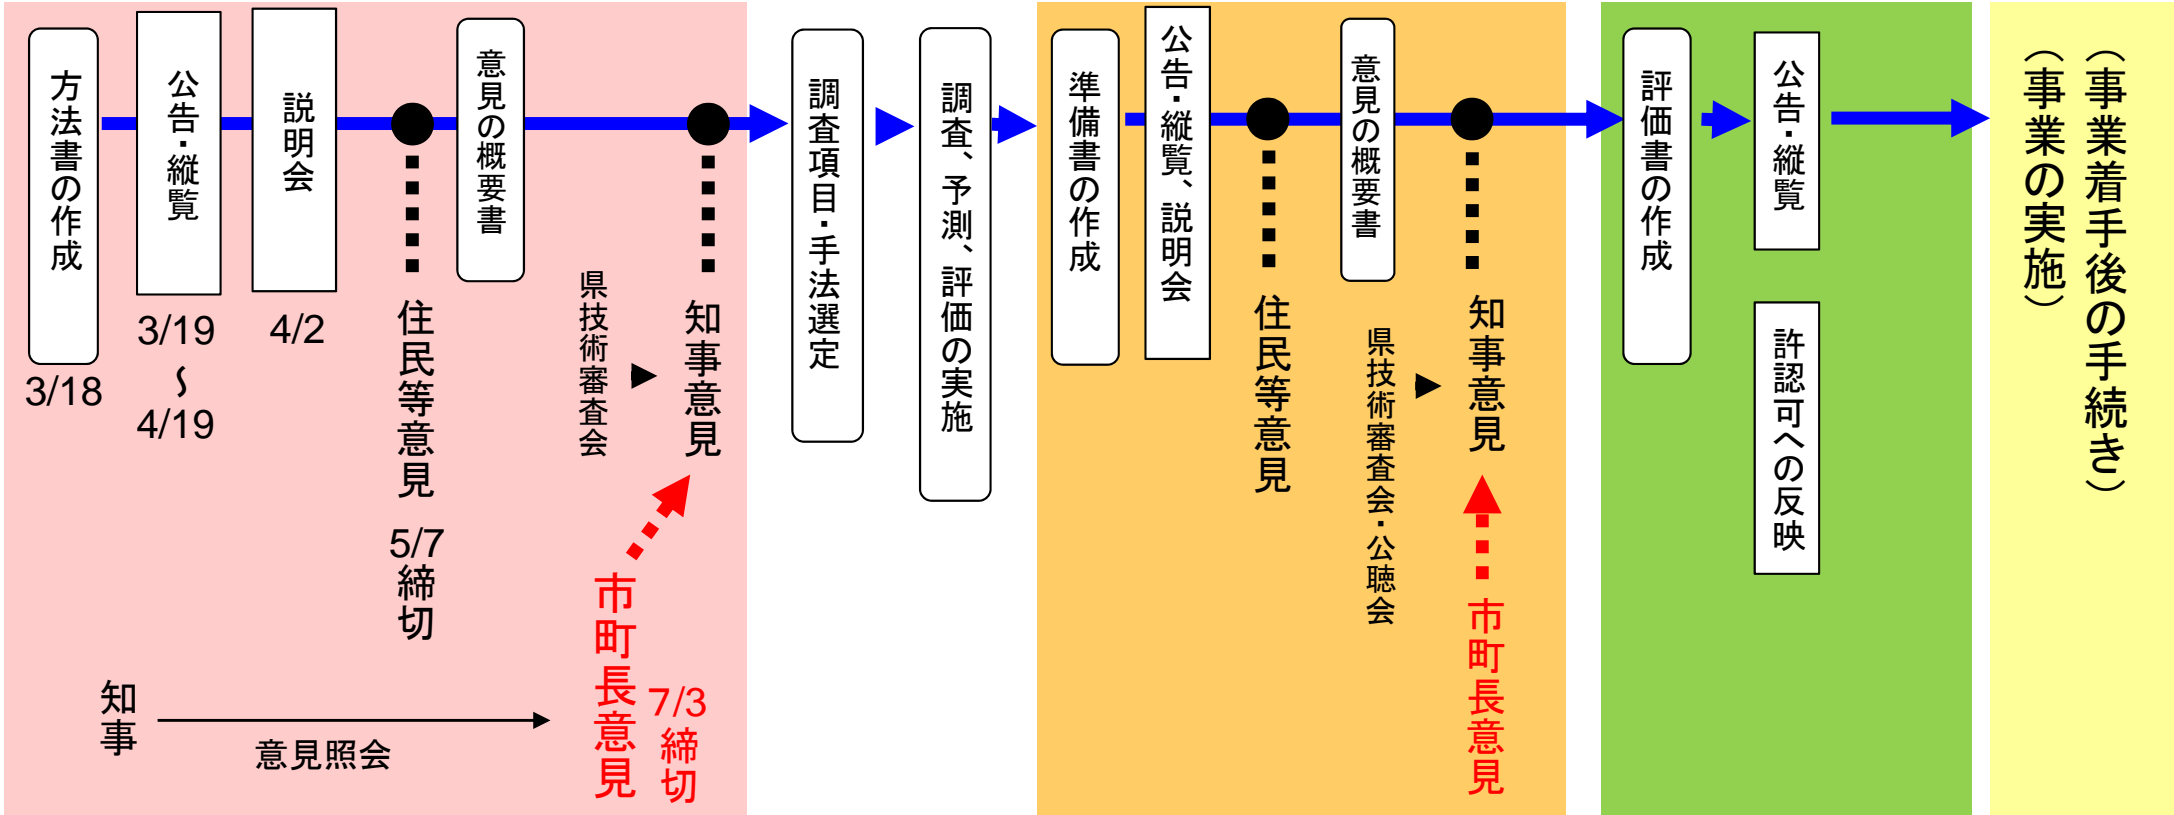 方法書の作成
3/18
公告・縦覧
3/19
～
4/19
説明会
4/2
住民等意見
5/7
締切
意見の概要書
県技術審査会
知事意見
市町長意見
7/3
締切
知事
意見照会
調査項目・手法選定
調査、予測、評価の実施
準備書の作成
公告・縦覧、説明会
住民等意見
意見の概要書
県技術審査会・公聴会
知事意見
市町長意見
評価書の作成
公告・縦覧
許認可への反映
（事業着手後の手続き）
（事業の実施）